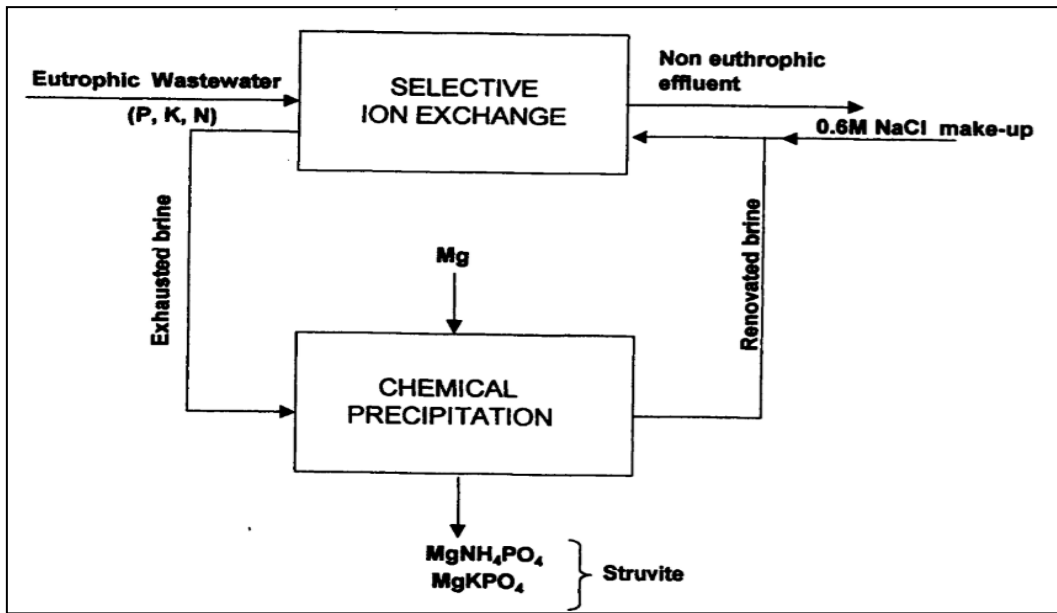 Eutrophic Wastewater
(P, K, N)
SELECTIVE
ION EXCHANGE
Non euthrophic
effluent
0.6M NaCl make-up
Exhausted brine
Mg
Renovated brine
CHEMICAL
PRECIPITATION
MgNH₄PO₄
MgKPO₄
Struvite